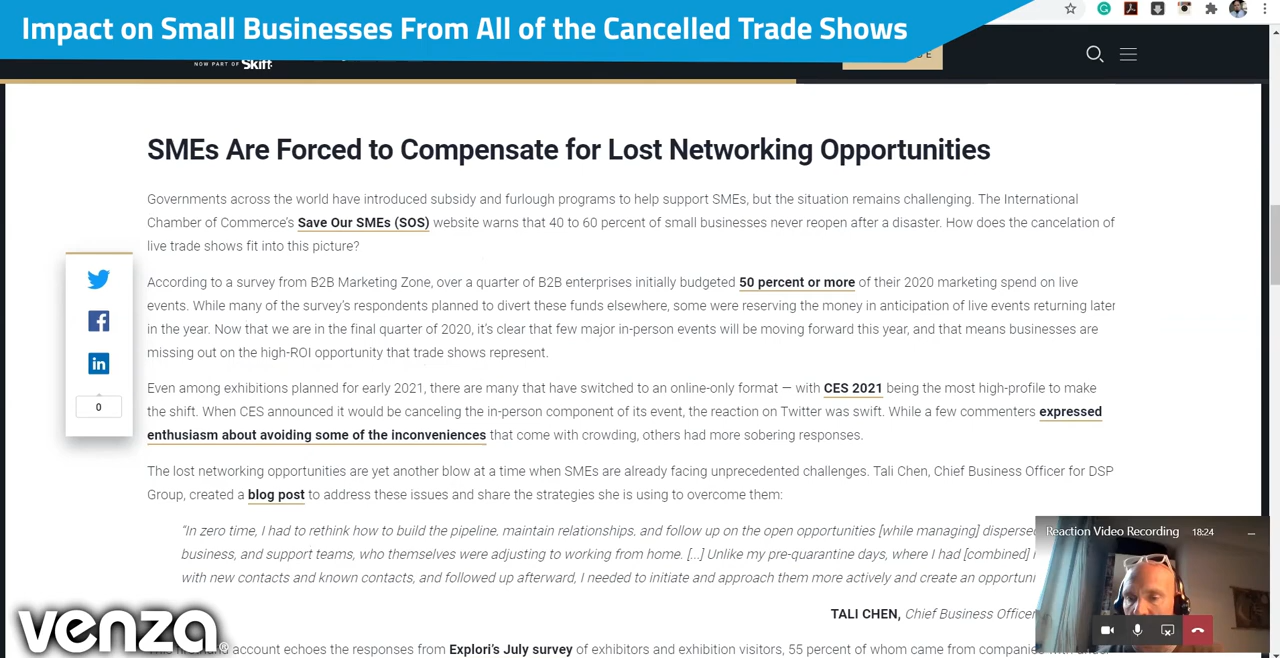 Impact on Small Businesses From All of the Cancelled Trade Shows
NOW PART OF Skift
SMEs Are Forced to Compensate for Lost Networking Opportunities
Governments across the world have introduced subsidy and furlough programs to help support SMEs, but the situation remains challenging. The International
Chamber of Commerce's Save Our SMEs (SOS) website warns that 40 to 60 percent of small businesses never reopen after a disaster. How does the cancelation of
live trade shows fit into this picture?
According to a survey from B2B Marketing Zone, over a quarter of B2B enterprises initially budgeted 50 percent or more of their 2020 marketing spend on live
events. While many of the survey's respondents planned to divert these funds elsewhere, some were reserving the money in anticipation of live events returning later
in the year. Now that we are in the final quarter of 2020, it's clear that few major in-person events will be moving forward this year, and that means businesses are
missing out on the high-ROI opportunity that trade shows represent.
Even among exhibitions planned for early 2021, there are many that have switched to an online-only format — with CES 2021 being the most high-profile to make
the shift. When CES announced it would be canceling the in-person component of its event, the reaction on Twitter was swift. While a few commenters expressed
enthusiasm about avoiding some of the inconveniences that come with crowding, others had more sobering responses.
0
The lost networking opportunities are yet another blow at a time when SMEs are already facing unprecedented challenges. Tali Chen, Chief Business Officer for DSP
Group, created a blog post to address these issues and share the strategies she is using to overcome them:
"In zero time, I had to rethink how to build the pipeline, maintain relationships, and follow up on the open opportunities [while managing]
business, and support teams, who themselves were adjusting to working from home. [...] Unlike my pre-quarantine days, where I had [combined]
with new contacts and known contacts, and followed up afterward, I needed to initiate and approach them more actively and create an
Reaction Video Recording 18:24
TALI CHEN, Chief Business Officer
venza
account echoes the responses from Explori's July survey of exhibitors and exhibition visitors, 55 percent of whom came from